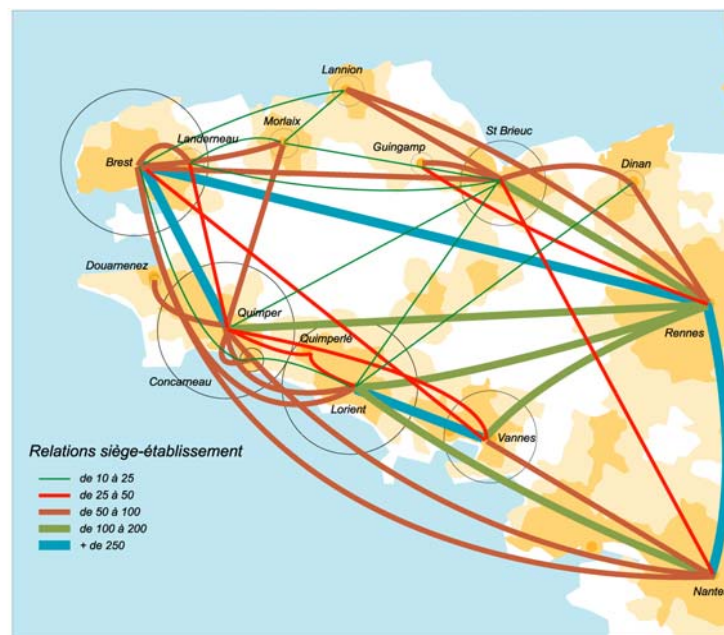 Lannion
Morlaix
St Brieuc
Landerneau
Guingamp
Dinan
Brest
Douarnenez
Quimper
Rennes
Quimperlé
Concarneau
Lorient
Vannes
Relations siège-établissement
de 10 à 25
de 25 à 50
de 50 à 100
de 100 à 200
+ de 250
Nante